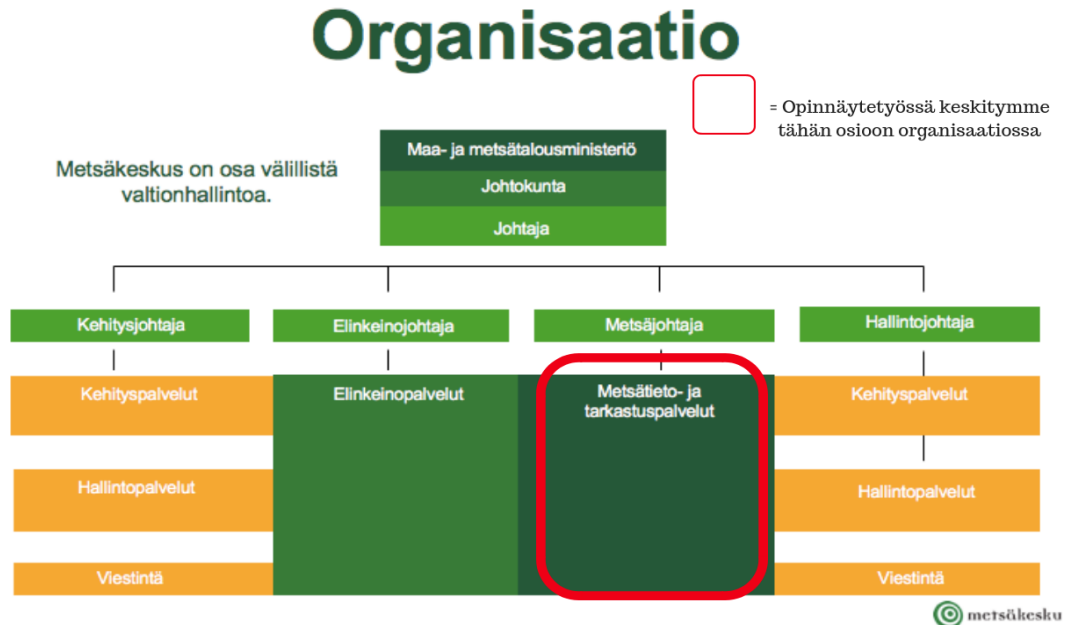 Organisaatio
= Opinnäytetyössä keskitymme
tähän osioon organisaatiossa
Metsäkeskus on osa välillistä
valtionhallintoa.
Maa- ja metsätalousministeriö
Johtokunta
Johtaja
Kehitysjohtaja
Elinkeinojohtaja
Metsäjohtaja
Hallintojohtaja
Kehityspalvelut
Elinkeinopalvelut
Metsätieto- ja
tarkastuspalvelut
Kehityspalvelut
Hallintopalvelut
Hallintopalvelut
Viestintä
Viestintä
metsäkesku